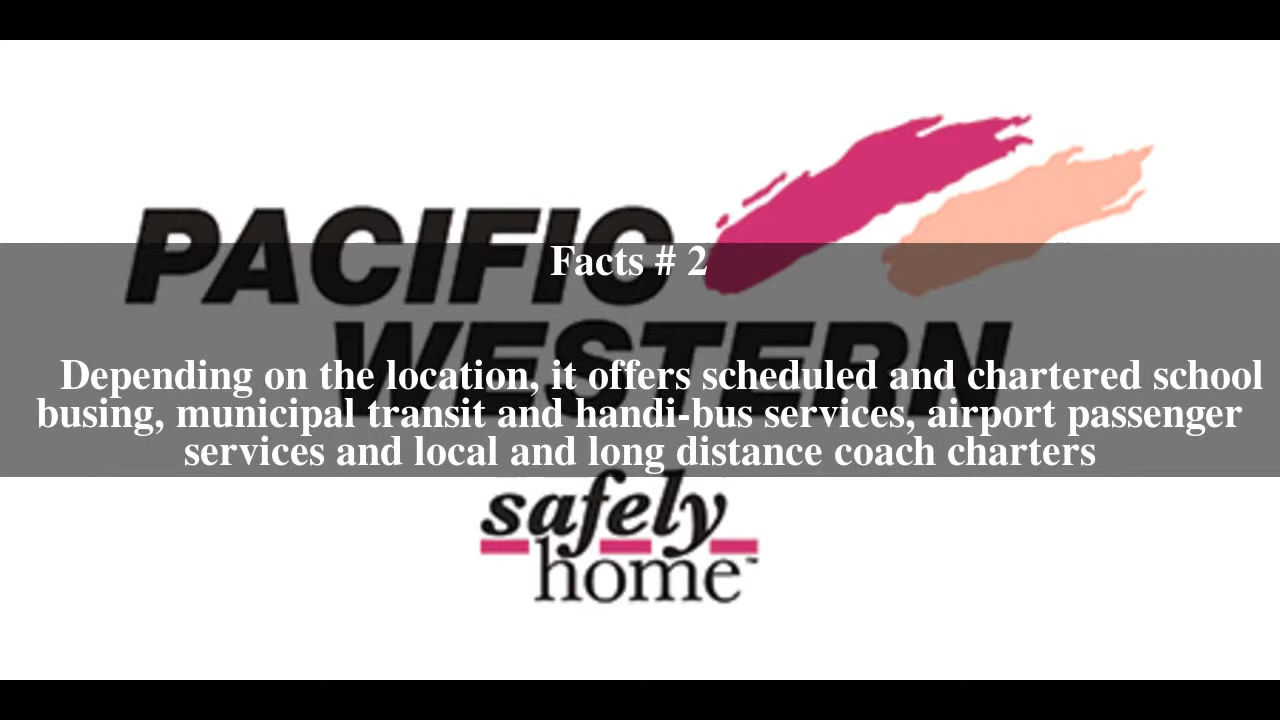 PACIFIC
Facts # 2
WESTERN
Depending on the location, it offers scheduled and chartered school
busing, municipal transit and handi-bus services, airport passenger
services and local and long distance coach charters
safely
home™